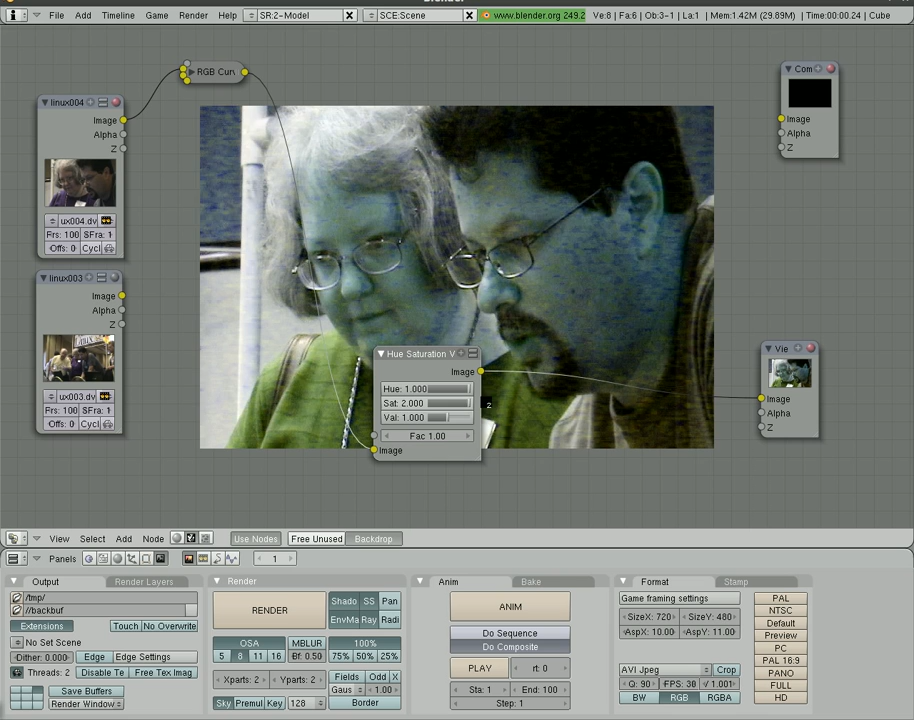 Blender
File Add Timeline Game Render Help SR:2-Model SCE:Scene www.blender.org 249.2 Ve:8 | Fa:6 | Ob:3-1 | La:1 | Mem:1.42M (29.89M) | Time:00:00.24 | Cube
RGB Curv
linux004
Image
Alpha
Z
ux004.dv
Frs: 100 SFra: 1
Offs: 0 Cycl
linux003
Image
Alpha
Z
ux003.dv
Frs: 100 SFra: 1
Offs: 0 Cycl
Com
Image
Alpha
Z
Hue Saturation V
Image
Hue: 1.000
Sat: 2.000
Val: 1.000
Fac 1.00
Image
2
Vie
Image
Alpha
Z
View Select Add Node Use Nodes Free Unused Backdrop
Panels 1
Output Render Layers
/tmp/
//backbuf
Extensions Touch No Overwrite
No Set Scene
Dither: 0.000 Edge Edge Settings
Threads: 2 Disable Te Free Tex Imag
Save Buffers
Render Window
Render
RENDER
Shado SS Pan
EnvMa Ray Radi
OSA MBLUR 100%
5 8 11 16 Bf: 0.50 75% 50% 25%
Xparts: 2 Yparts: 2 Fields Odd X
Gaus 1.00
Sky Premul Key 128 Border
Anim Bake
ANIM
Do Sequence
Do Composite
PLAY rt: 0
Sta: 1 End: 100
Step: 1
Format Stamp
Game framing settings
SizeX: 720 SizeY: 480
AspX: 10.00 AspY: 11.00
AVI Jpeg Crop
Q: 90 FPS: 30 / 1.001
BW RGB RGBA
PAL
NTSC
Default
Preview
PC
PAL 16:9
PANO
FULL
HD